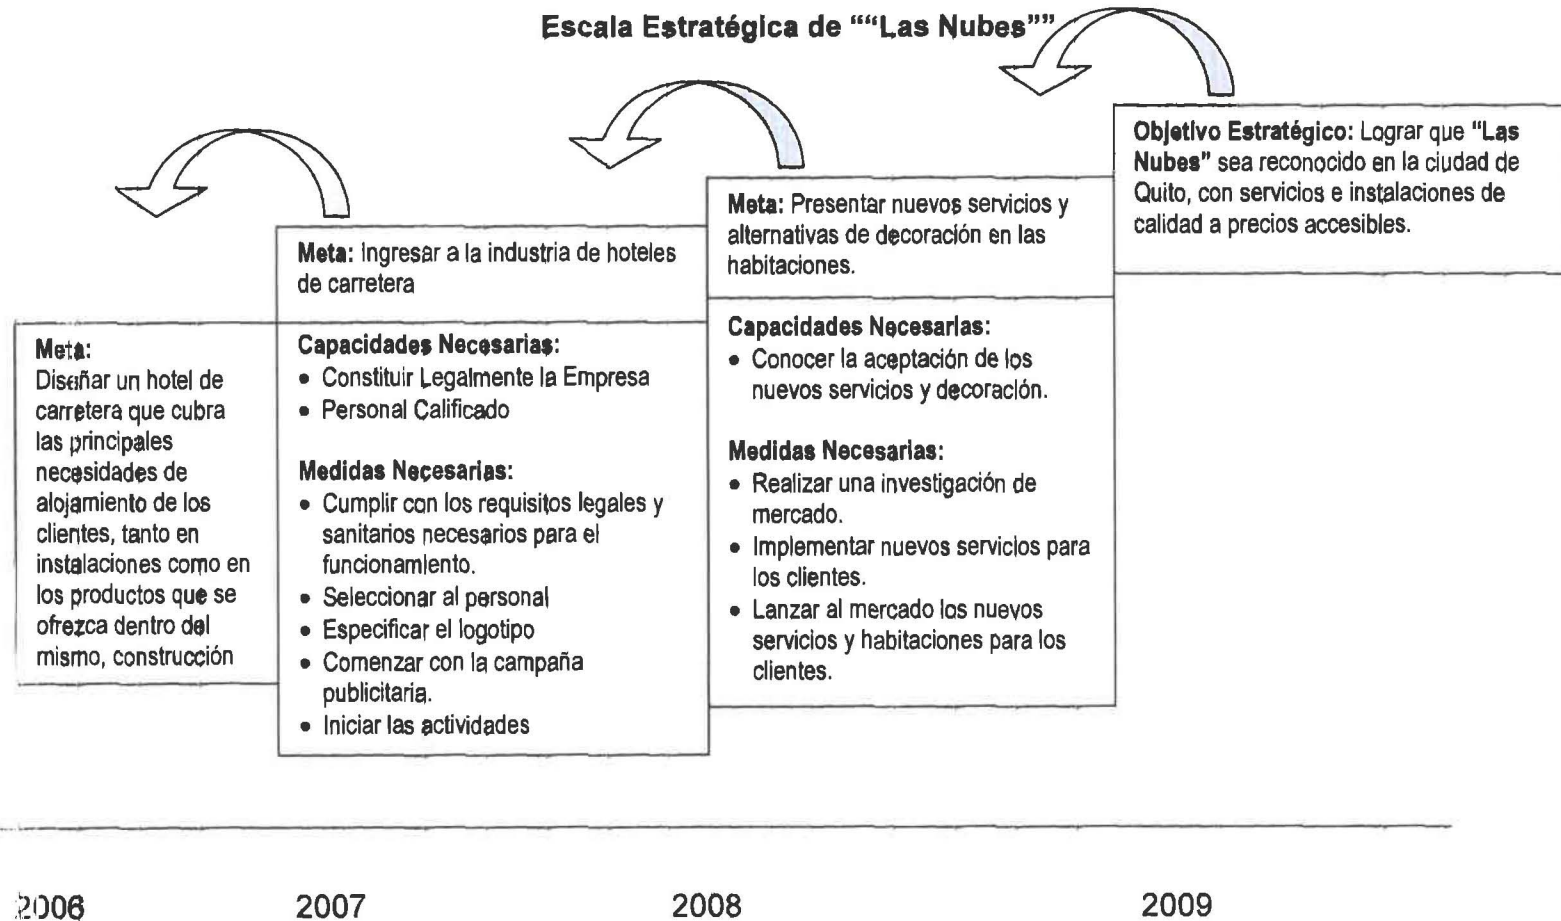 Escala Estratégica de ““Las Nubes””
Meta:
Diseñar un hotel de
carretera que cubra
las principales
necesidades de
alojamiento de los
clientes, tanto en
instalaciones como en
los productos que se
ofrezca dentro del
mismo, construcción
Meta: Ingresar a la industria de hoteles
de carretera
Capacidades Necesarias:
• Constituir Legalmente la Empresa
• Personal Calificado
Medidas Necesarias:
• Cumplir con los requisitos legales y
sanitarios necesarios para el
funcionamiento.
• Seleccionar al personal
• Especificar el logotipo
• Comenzar con la campaña
publicitaria.
• Iniciar las actividades
Meta: Presentar nuevos servicios y
alternativas de decoración en las
habitaciones.
Capacidades Necesarias:
• Conocer la aceptación de los
nuevos servicios y decoración.
Medidas Necesarias:
• Realizar una investigación de
mercado.
• Implementar nuevos servicios para
los clientes.
• Lanzar al mercado los nuevos
servicios y habitaciones para los
clientes.
Objetivo Estratégico: Lograr que “Las
Nubes” sea reconocido en la ciudad de
Quito, con servicios e instalaciones de
calidad a precios accesibles.
2006
2007
2008
2009